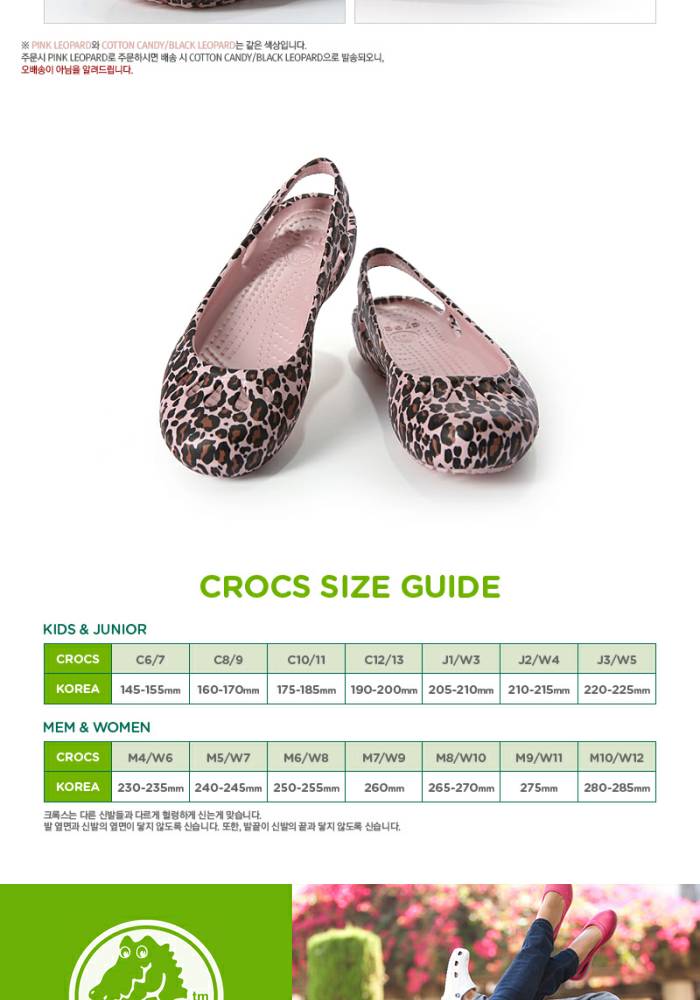 ※ PINK LEOPARD와 COTTON CANDY/BLACK LEOPARD는 같은 색상입니다.
주문시 PINK LEOPARD로 주문하시면 배송 시 COTTON CANDY/BLACK LEOPARD으로 발송되오니,
오배송이 아님을 알려드립니다.
CROCS SIZE GUIDE
KIDS & JUNIOR
CROCS C6/7 C8/9 C10/11 C12/13 J1/W3 J2/W4 J3/W5
KOREA 145-155mm 160-170mm 175-185mm 190-200mm 205-210mm 210-215mm 220-225mm
MEM & WOMEN
CROCS M4/W6 M5/W7 M6/W8 M7/W9 M8/W10 M9/W11 M10/W12
KOREA 230-235mm 240-245mm 250-255mm 260mm 265-270mm 275mm 280-285mm
크록스는 다른 신발들과 다르게 헐렁하게 신는게 맞습니다.
발 옆면과 신발의 옆면이 닿지 않도록 신습니다. 또한, 발끝이 신발의 끝과 닿지 않도록 신습니다.
tm